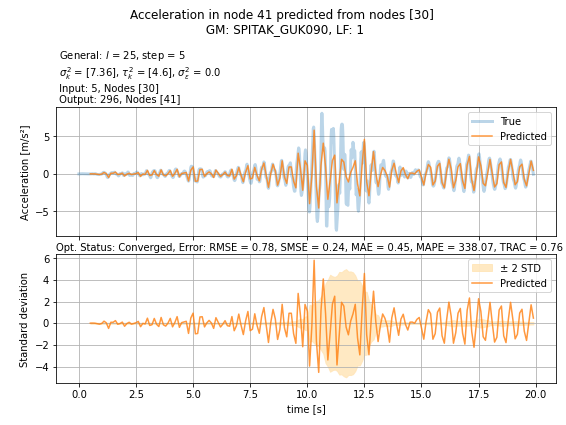 Acceleration in node 41 predicted from nodes [30]
GM: SPITAK_GUK090, LF: 1
General: l = 25, step = 5
σ²ₖ = [7.36], τ²ₖ = [4.6], σ²ε = 0.0
Input: 5, Nodes [30]
Output: 296, Nodes [41]
True
Predicted
Acceleration [m/s²]
5
0
−5
Opt. Status: Converged, Error: RMSE = 0.78, SMSE = 0.24, MAE = 0.45, MAPE = 338.07, TRAC = 0.76
± 2 STD
Predicted
Standard deviation
6
4
2
0
−2
−4
0.0 2.5 5.0 7.5 10.0 12.5 15.0 17.5 20.0
time [s]